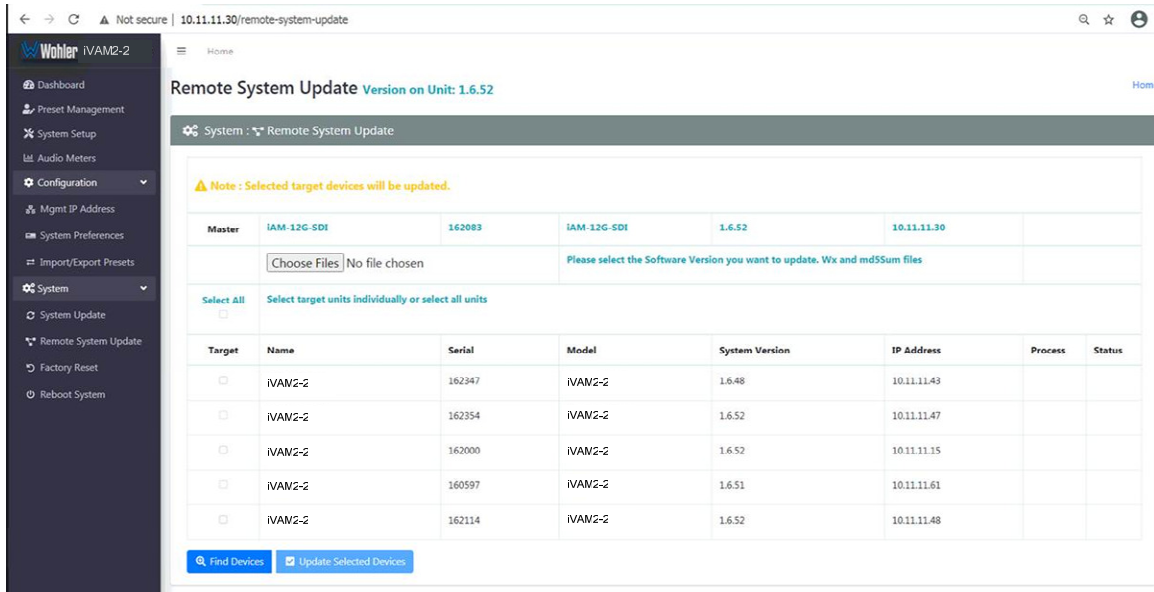 Not secure | 10.11.11.30/remote-system-update
Wohler iVAM2-2
Home
Dashboard
Preset Management
System Setup
Audio Meters
Configuration
Mgmt IP Address
System Preferences
Import/Export Presets
System
System Update
Remote System Update
Factory Reset
Reboot System
Remote System Update Version on Unit: 1.6.52
Hom
System : Remote System Update
Note : Selected target devices will be updated.
Master iAM-12G-SDI 162083 iAM-12G-SDI 1.6.52 10.11.11.30
Choose Files No file chosen Please select the Software Version you want to update. Wx and md5Sum files
Select All Select target units individually or select all units
Target Name Serial Model System Version IP Address Process Status
iVAM2-2 162347 iVAM2-2 1.6.48 10.11.11.43
iVAM2-2 162354 iVAM2-2 1.6.52 10.11.11.47
iVAM2-2 162000 iVAM2-2 1.6.52 10.11.11.15
iVAM2-2 160597 iVAM2-2 1.6.51 10.11.11.61
iVAM2-2 162114 iVAM2-2 1.6.52 10.11.11.48
Find Devices Update Selected Devices